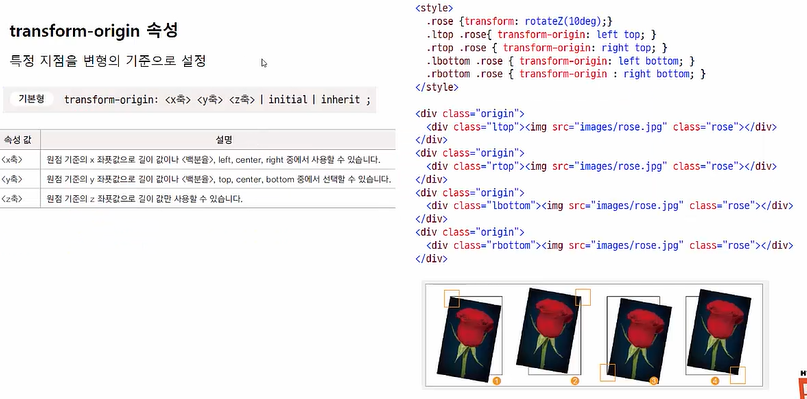 transform-origin 속성
특정 지점을 변형의 기준으로 설정
기본형 transform-origin: <x축> <y축> <z축> | initial | inherit ;
속성 값 설명
<x축> 원점 기준의 x 좌푯값으로 길이 값이나 <백분율>, left, center, right 중에서 사용할 수 있습니다.
<y축> 원점 기준의 y 좌푯값으로 길이 값이나 <백분율>, top, center, bottom 중에서 선택할 수 있습니다.
<z축> 원점 기준의 z 좌푯값으로 길이 값만 사용할 수 있습니다.
<style>
.rose {transform: rotateZ(10deg);}
.ltop .rose{ transform-origin: left top; }
.rtop .rose{ transform-origin: right top; }
.lbottom .rose { transform-origin: left bottom; }
.rbottom .rose { transform-origin : right bottom; }
</style>
<div class="origin">
<div class="ltop"><img src="images/rose.jpg" class="rose"></div>
</div>
<div class="origin">
<div class="rtop"><img src="images/rose.jpg" class="rose"></div>
</div>
<div class="origin">
<div class="lbottom"><img src="images/rose.jpg" class="rose"></div>
</div>
<div class="origin">
<div class="rbottom"><img src="images/rose.jpg" class="rose"></div>
</div>
1 2 3 4